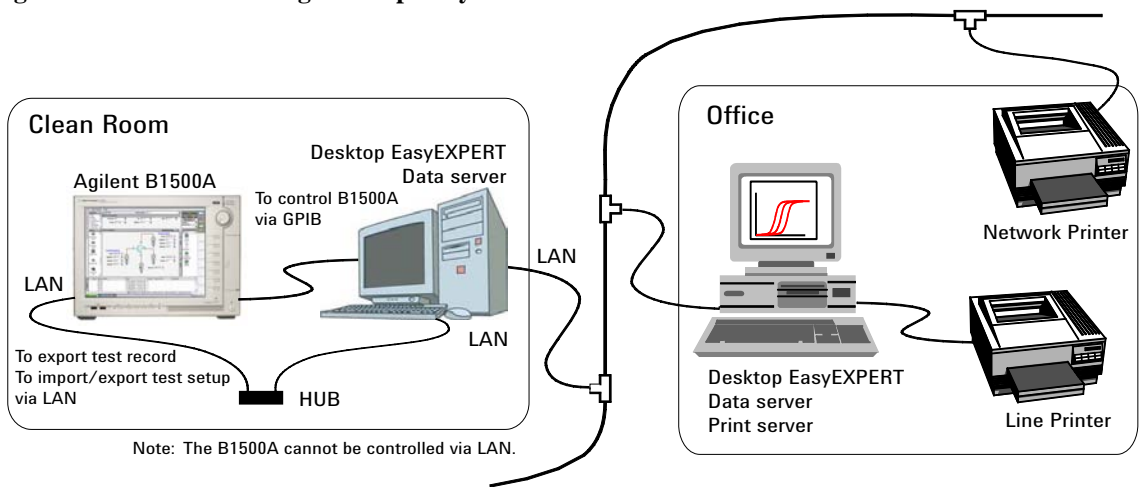 Clean Room
Desktop EasyEXPERT
Data server
Agilent B1500A
To control B1500A
via GPIB
LAN
LAN
LAN
To export test record
To import/export test setup
via LAN
HUB
Note: The B1500A cannot be controlled via LAN.
Office
Network Printer
Desktop EasyEXPERT
Data server
Print server
Line Printer